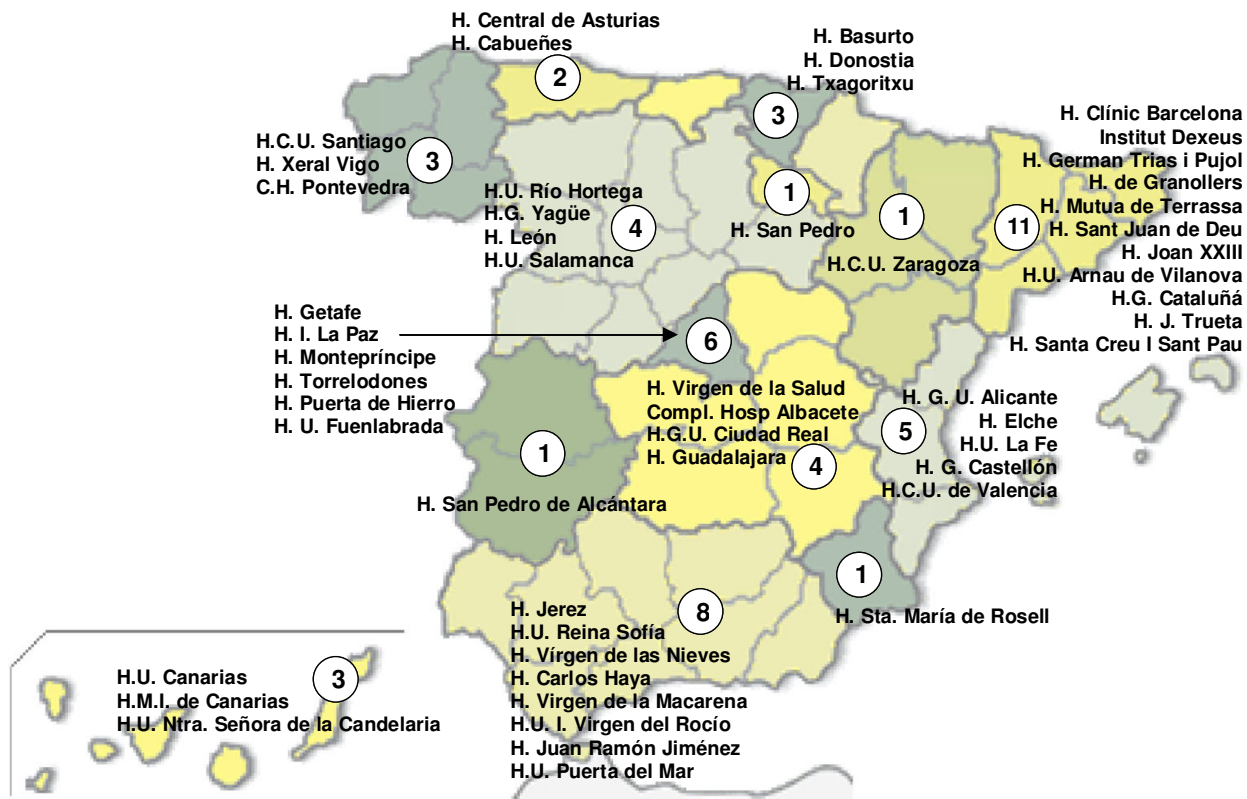 H. Central de Asturias
H. Cabueñes
2
H. Basurto
H. Donostia
H. Txagoritxu
3
H.C.U. Santiago
H. Xeral Vigo
C.H. Pontevedra
3
H.U. Río Hortega
H.G. Yagüe
H. León
H.U. Salamanca
4
1
H. San Pedro
1
H.C.U. Zaragoza
H. Clínic Barcelona
Institut Dexeus
H. German Trias i Pujol
H. de Granollers
H. Mutua de Terrassa
H. Sant Juan de Deu
H. Joan XXIII
H.U. Arnau de Vilanova
H.G. Cataluñá
H. J. Trueta
H. Santa Creu I Sant Pau
11
H. Getafe
H. I. La Paz
H. Montepríncipe
H. Torrelodones
H. Puerta de Hierro
H. U. Fuenlabrada
6
H. Virgen de la Salud
Compl. Hosp Albacete
H.G.U. Ciudad Real
H. Guadalajara
4
H. G. U. Alicante
H. Elche
H.U. La Fe
H. G. Castellón
H.C.U. de Valencia
5
1
H. San Pedro de Alcántara
1
H. Sta. María de Rosell
8
H. Jerez
H.U. Reina Sofía
H. Vírgen de las Nieves
H. Carlos Haya
H. Virgen de la Macarena
H.U. I. Virgen del Rocío
H. Juan Ramón Jiménez
H.U. Puerta del Mar
H.U. Canarias
H.M.I. de Canarias
H.U. Ntra. Señora de la Candelaria
3